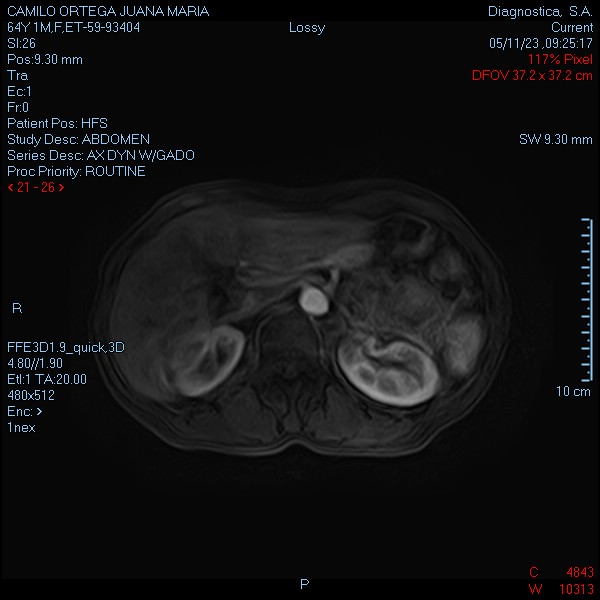 CAMILO ORTEGA JUANA MARIA
64Y 1M,F,ET-59-93404
Sl:26
Pos:9.30 mm
Tra
Ec:1
Fr:0
Patient Pos: HFS
Study Desc: ABDOMEN
Series Desc: AX DYN W/GADO
Proc Priority: ROUTINE
< 21 - 26 >
Lossy
Diagnostica, S.A.
Current
05/11/23 ,09:25:17
117% Pixel
DFOV 37.2 x 37.2 cm
SW 9.30 mm
R
FFE3D1.9_quick,3D
4.80//1.90
Etl:1 TA:20.00
480x512
Enc: >
1nex
10 cm
P
C 4843
W 10313